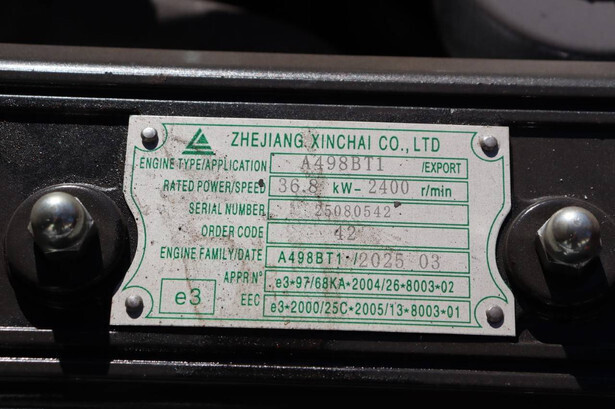 ZHEJIANG XINCHAI CO., LTD
ENGINE TYPE/APPLICATION A498BT1 /EXPORT
RATED POWER/SPEED 36.8 kW- 2400 r/min
SERIAL NUMBER 25080542
ORDER CODE 42
ENGINE FAMILY/DATE A498BT1 /2025 03
APPR N° e3*97/68KA*2004/26*8003*02
e3 EEC e3*2000/25C*2005/13*8003*01